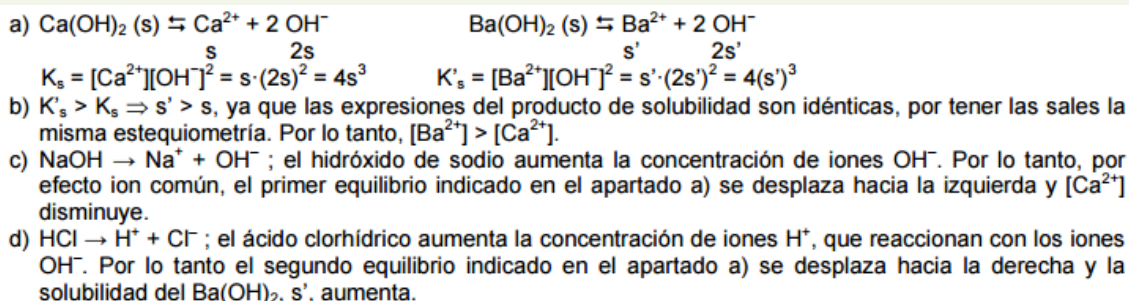 a) Ca(OH)₂ (s) ⇆ Ca²⁺ + 2 OH⁻ Ba(OH)₂ (s) ⇆ Ba²⁺ + 2 OH⁻
s 2s s' 2s'
Kₛ = [Ca²⁺][OH⁻]² = s·(2s)² = 4s³ K'ₛ = [Ba²⁺][OH⁻]² = s'·(2s')² = 4(s')³
b) K'ₛ > Kₛ ⇒ s' > s, ya que las expresiones del producto de solubilidad son idénticas, por tener las sales la
misma estequiometría. Por lo tanto, [Ba²⁺] > [Ca²⁺].
c) NaOH → Na⁺ + OH⁻ ; el hidróxido de sodio aumenta la concentración de iones OH⁻. Por lo tanto, por
efecto ion común, el primer equilibrio indicado en el apartado a) se desplaza hacia la izquierda y [Ca²⁺]
disminuye.
d) HCl → H⁺ + Cl⁻ ; el ácido clorhídrico aumenta la concentración de iones H⁺, que reaccionan con los iones
OH⁻. Por lo tanto el segundo equilibrio indicado en el apartado a) se desplaza hacia la derecha y la
solubilidad del Ba(OH)₂, s', aumenta.